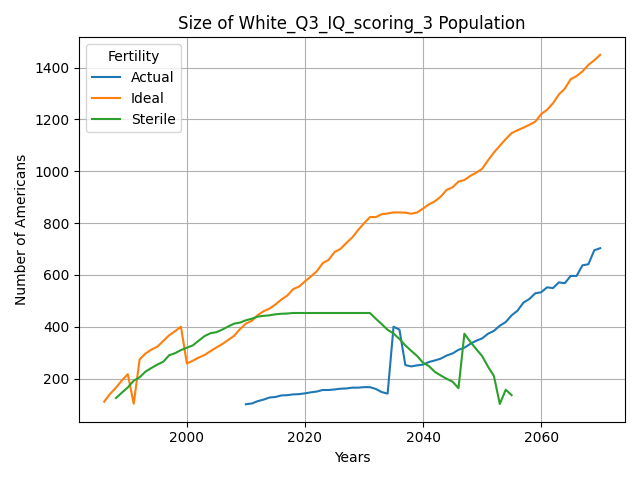 Size of White_Q3_IQ_scoring_3 Population
Fertility
Actual
Ideal
Sterile
Number of Americans
1400
1200
1000
800
600
400
200
2000
2020
2040
2060
Years